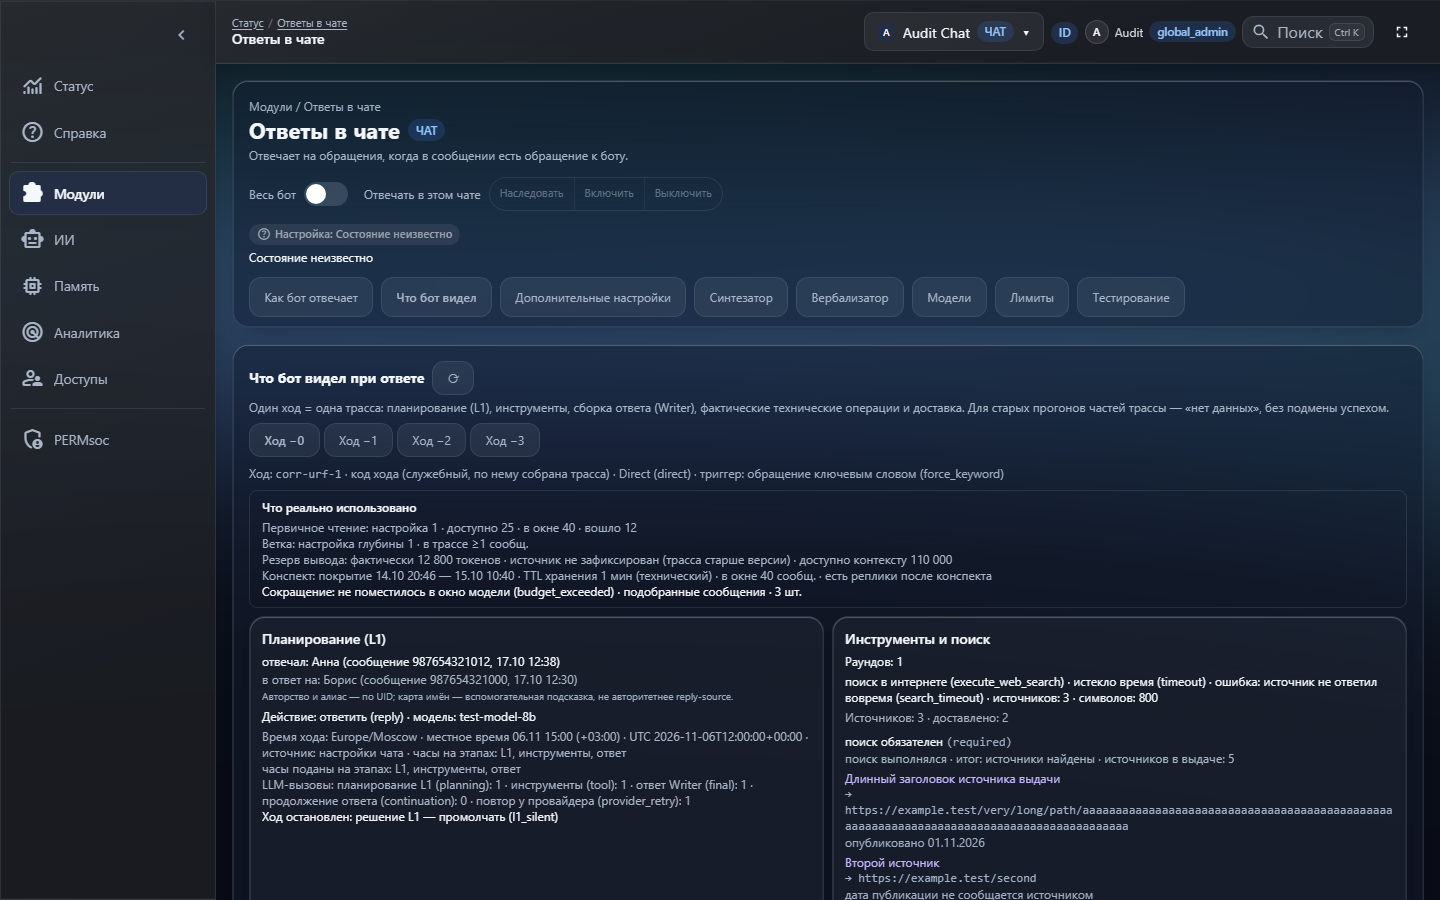 Статус / Ответы в чате
Ответы в чате
A Audit Chat ЧАТ ▾ ID A Audit global_admin Поиск Ctrl K
Статус
Справка
Модули
ИИ
Память
Аналитика
Доступы
PERMsoc
Модули / Ответы в чате
Ответы в чате ЧАТ
Отвечает на обращения, когда в сообщении есть обращение к боту.
Весь бот Отвечать в этом чате Наследовать Включить Выключить
Настройка: Состояние неизвестно
Состояние неизвестно
Как бот отвечает Что бот видел Дополнительные настройки Синтезатор Вербализатор Модели Лимиты Тестирование
Что бот видел при ответе ⟳
Один ход = одна трасса: планирование (L1), инструменты, сборка ответа (Writer), фактические технические операции и доставка. Для старых прогонов частей трассы — «нет данных», без подмены успехом.
Ход −0 Ход −1 Ход −2 Ход −3
Ход: corr-urf-1 · код хода (служебный, по нему собрана трасса) · Direct (direct) · триггер: обращение ключевым словом (force_keyword)
Что реально использовано
Первичное чтение: настройка 1 · доступно 25 · в окне 40 · вошло 12
Ветка: настройка глубины 1 · в трассе ≥1 сообщ.
Резерв вывода: фактически 12 800 токенов · источник не зафиксирован (трасса старше версии) · доступно контексту 110 000
Конспект: покрытие 14.10 20:46 — 15.10 10:40 · TTL хранения 1 мин (технический) · в окне 40 сообщ. · есть реплики после конспекта
Сокращение: не поместилось в окно модели (budget_exceeded) · подобранные сообщения · 3 шт.
Планирование (L1)
отвечал: Анна (сообщение 987654321012, 17.10 12:38)
в ответ на: Борис (сообщение 987654321000, 17.10 12:30)
Авторство и алиас — по UID; карта имён — вспомогательная подсказка, не авторитетнее reply-source.
Действие: ответить (reply) · модель: test-model-8b
Время хода: Europe/Moscow · местное время 06.11 15:00 (+03:00) · UTC 2026-11-06T12:00:00+00:00 ·
источник: настройки чата · часы на этапах: L1, инструменты, ответ
часы поданы на этапах: L1, инструменты, ответ
LLM-вызовы: планирование L1 (planning): 1 · инструменты (tool): 1 · ответ Writer (final): 1 ·
продолжение ответа (continuation): 0 · повтор у провайдера (provider_retry): 1
Ход остановлен: решение L1 — промолчать (l1_silent)
Инструменты и поиск
Раундов: 1
поиск в интернете (execute_web_search) · истекло время (timeout) · ошибка: источник не ответил
вовремя (search_timeout) · источников: 3 · символов: 800
Источников: 3 · доставлено: 2
поиск обязателен (required)
поиск выполнялся · итог: источники найдены · источников в выдаче: 5
Длинный заголовок источника выдачи
→
https://example.test/very/long/path/aaaaaaaaaaaaaaaaaaaaaaaaaaaaaaaaaaaaaaaaaaaaaaa
aaaaaaaaaaaaaaaaaaaaaaaaaaaaaaaaaaaaaaaaaaa
опубликовано 01.11.2026
Второй источник
→ https://example.test/second
дата публикации не сообщается источником